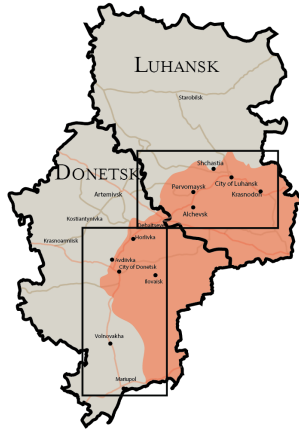 LUHANSK
Starobilsk
DONETSK
Shchastia
City of Luhansk
Pervomaysk
Krasnodon
Artemivsk
Alchevsk
Kostiantynivka
Debaltseve
Horlivka
Krasnoarmiisk
Avdiivka
City of Donetsk
Ilovaisk
Volnovakha
Mariupol